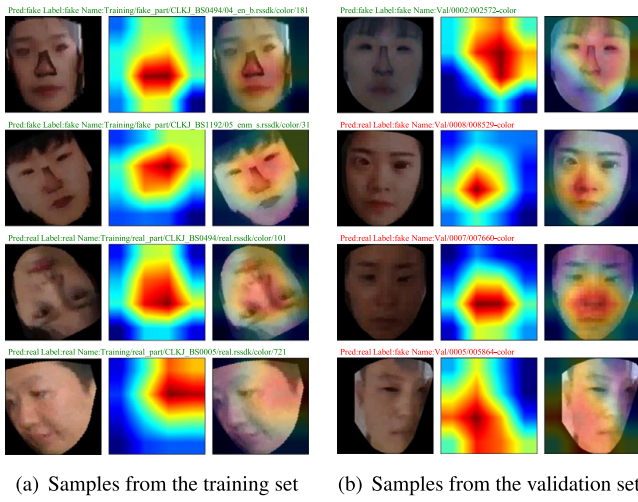 Pred:fake Label:fake Name:Training/fake_part/CLKJ_BS0494/04_en_b.rssdk/color/181
Pred:fake Label:fake Name:Training/fake_part/CLKJ_BS1192/05_enm_s.rssdk/color/31
Pred:real Label:real Name:Training/real_part/CLKJ_BS0494/real.rssdk/color/101
Pred:real Label:real Name:Training/real_part/CLKJ_BS0005/real.rssdk/color/721
(a) Samples from the training set
Pred:fake Label:fake Name:Val/0002/002572-color
Pred:real Label:fake Name:Val/0008/008529-color
Pred:real Label:fake Name:Val/0007/007660-color
Pred:real Label:fake Name:Val/0005/005864-color
(b) Samples from the validation set